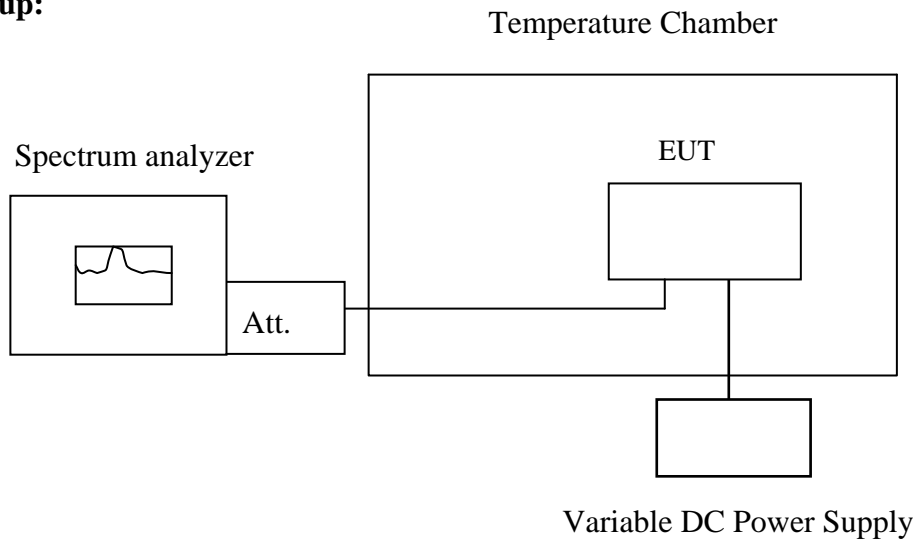 up:
Temperature Chamber
Spectrum analyzer
EUT
Att.
Variable DC Power Supply